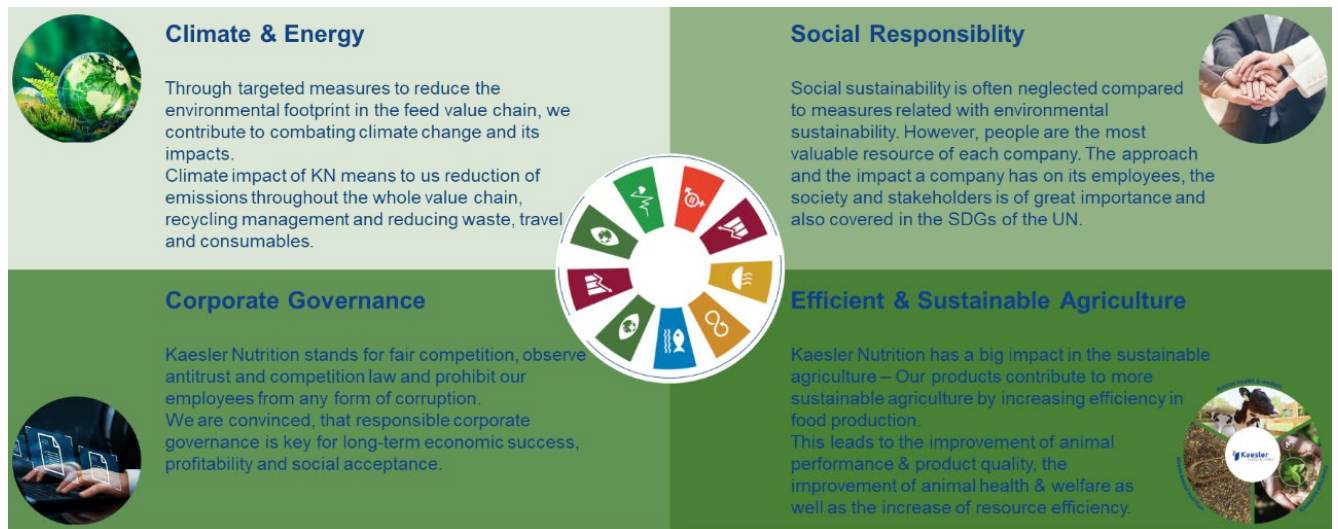 Climate & Energy
Through targeted measures to reduce the
environmental footprint in the feed value chain, we
contribute to combating climate change and its
impacts.
Climate impact of KN means to us reduction of
emissions throughout the whole value chain,
recycling management and reducing waste, travel
and consumables.
Social Responsiblity
Social sustainability is often neglected compared
to measures related with environmental
sustainability. However, people are the most
valuable resource of each company. The approach
and the impact a company has on its employees, the
society and stakeholders is of great importance and
also covered in the SDGs of the UN.
Corporate Governance
Kaesler Nutrition stands for fair competition, observe
antitrust and competition law and prohibit our
employees from any form of corruption.
We are convinced, that responsible corporate
governance is key for long-term economic success,
profitability and social acceptance.
Efficient & Sustainable Agriculture
Kaesler Nutrition has a big impact in the sustainable
agriculture – Our products contribute to more
sustainable agriculture by increasing efficiency in
food production.
This leads to the improvement of animal
performance & product quality, the
improvement of animal health & welfare as
well as the increase of resource efficiency.
Animal health & welfare
Kaesler